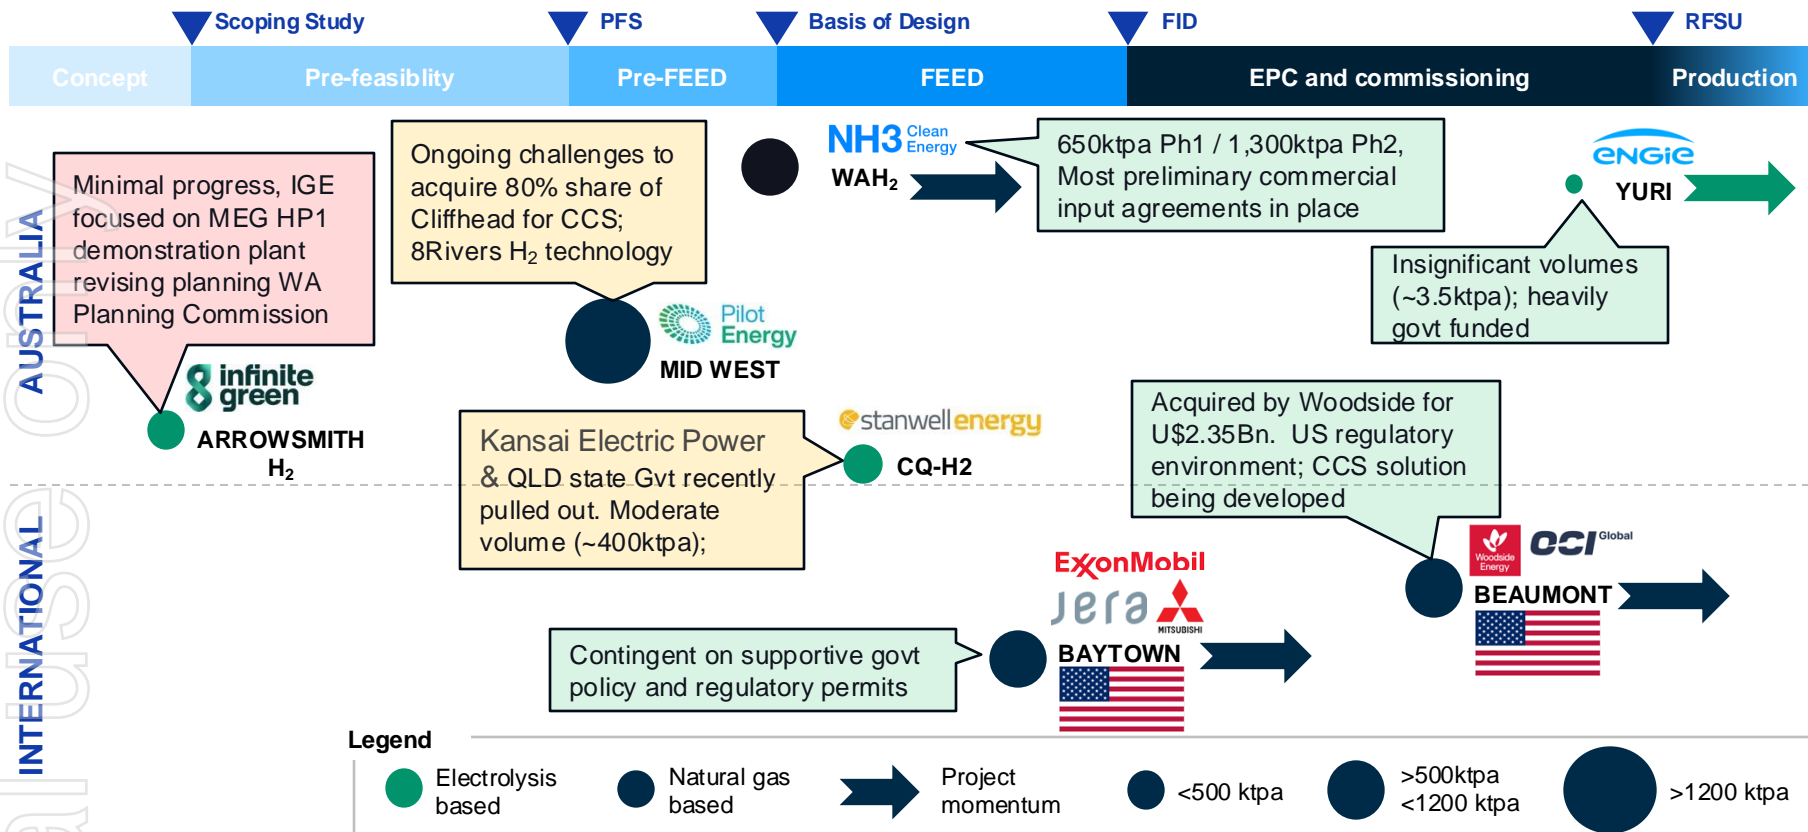 Scoping Study
PFS
Basis of Design
FID
RFSU
Concept
Pre-feasiblity
Pre-FEED
FEED
EPC and commissioning
Production
AUSTRALIA
Minimal progress, IGE
focused on MEG HP1
demonstration plant
revising planning WA
Planning Commission
infinite
green
ARROWSMITH
H₂
Ongoing challenges to
acquire 80% share of
Cliffhead for CCS;
8Rivers H₂ technology
Pilot
Energy
MID WEST
NH3 Clean
Energy
WAH₂
650ktpa Ph1 / 1,300ktpa Ph2,
Most preliminary commercial
input agreements in place
ENGIE
YURI
Insignificant volumes
(~3.5ktpa); heavily
govt funded
Kansai Electric Power
& QLD state Gvt recently
pulled out. Moderate
volume (~400ktpa);
stanwell energy
CQ-H2
Acquired by Woodside for
U$2.35Bn.  US regulatory
environment; CCS solution
being developed
INTERNATIONAL
Woodside
Energy
OCI Global
BEAUMONT
ExxonMobil
Jera
MITSUBISHI
BAYTOWN
Contingent on supportive govt
policy and regulatory permits
Legend
Electrolysis
based
Natural gas
based
Project
momentum
<500 ktpa
>500ktpa
<1200 ktpa
>1200 ktpa
al use only